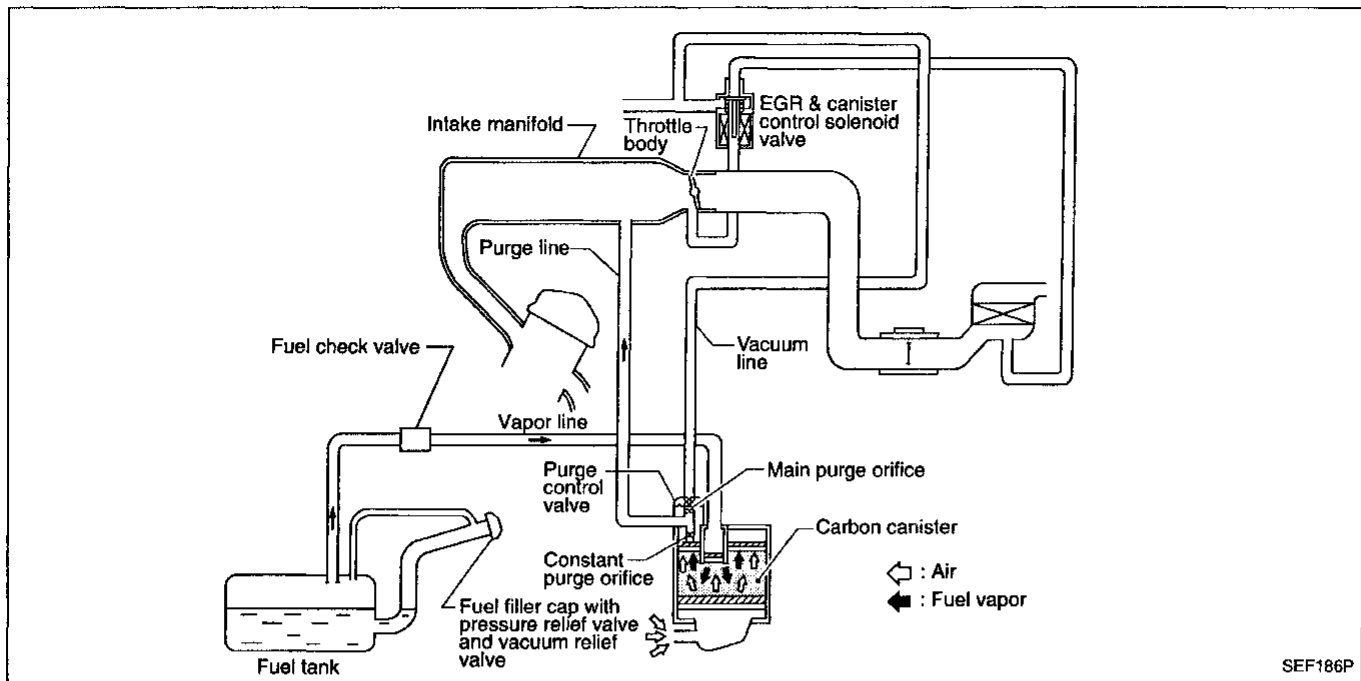 EGR & canister
control solenoid
valve
Intake manifold
Throttle
body
Purge line
Vacuum
line
Fuel check valve
Vapor line
Purge
control
valve
Main purge orifice
Carbon canister
Constant
purge orifice
: Air
: Fuel vapor
Fuel filler cap with
pressure relief valve
and vacuum relief
valve
Fuel tank
SEF186P